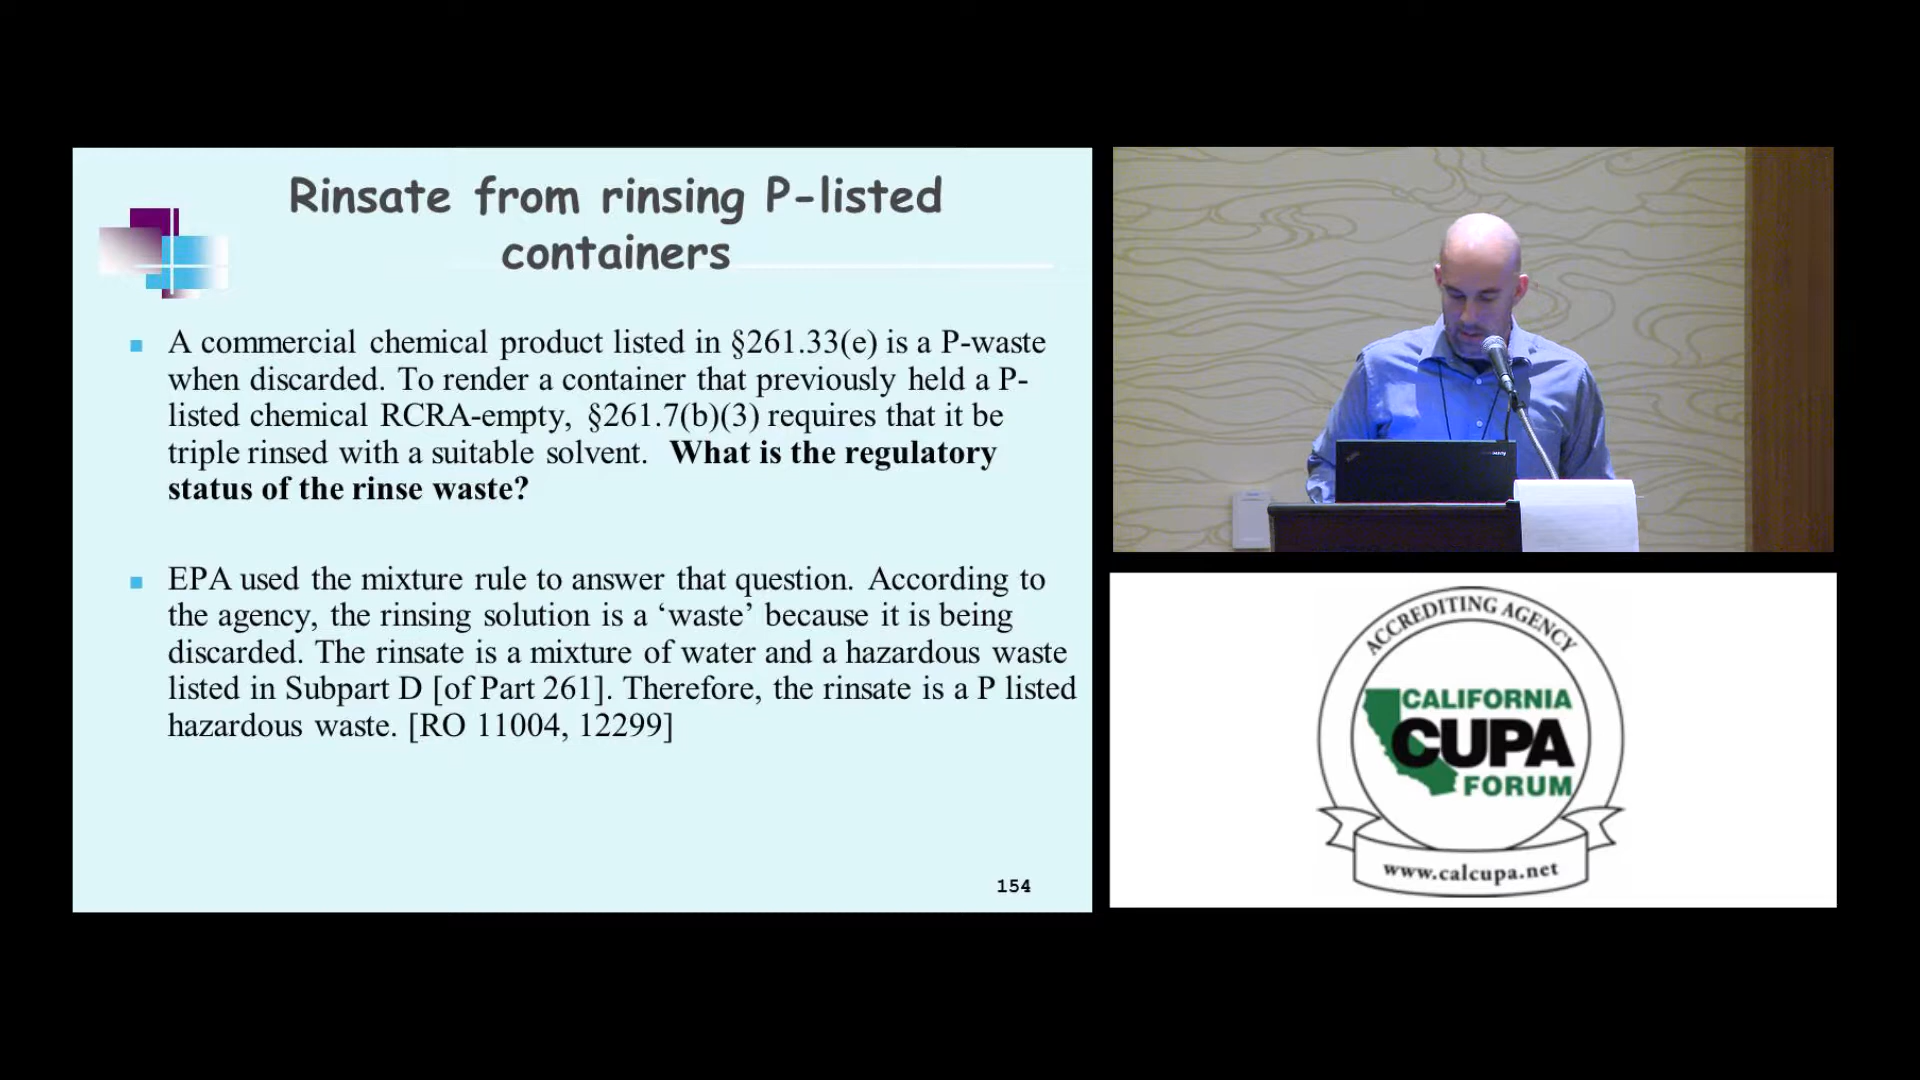 Rinsate from rinsing P-listed
containers
A commercial chemical product listed in §261.33(e) is a P-waste
when discarded. To render a container that previously held a P-
listed chemical RCRA-empty, §261.7(b)(3) requires that it be
triple rinsed with a suitable solvent. What is the regulatory
status of the rinse waste?
EPA used the mixture rule to answer that question. According to
the agency, the rinsing solution is a ‘waste’ because it is being
discarded. The rinsate is a mixture of water and a hazardous waste
listed in Subpart D [of Part 261]. Therefore, the rinsate is a P listed
hazardous waste. [RO 11004, 12299]
154
ACCREDITING AGENCY
CALIFORNIA
CUPA
FORUM
www.calcupa.net